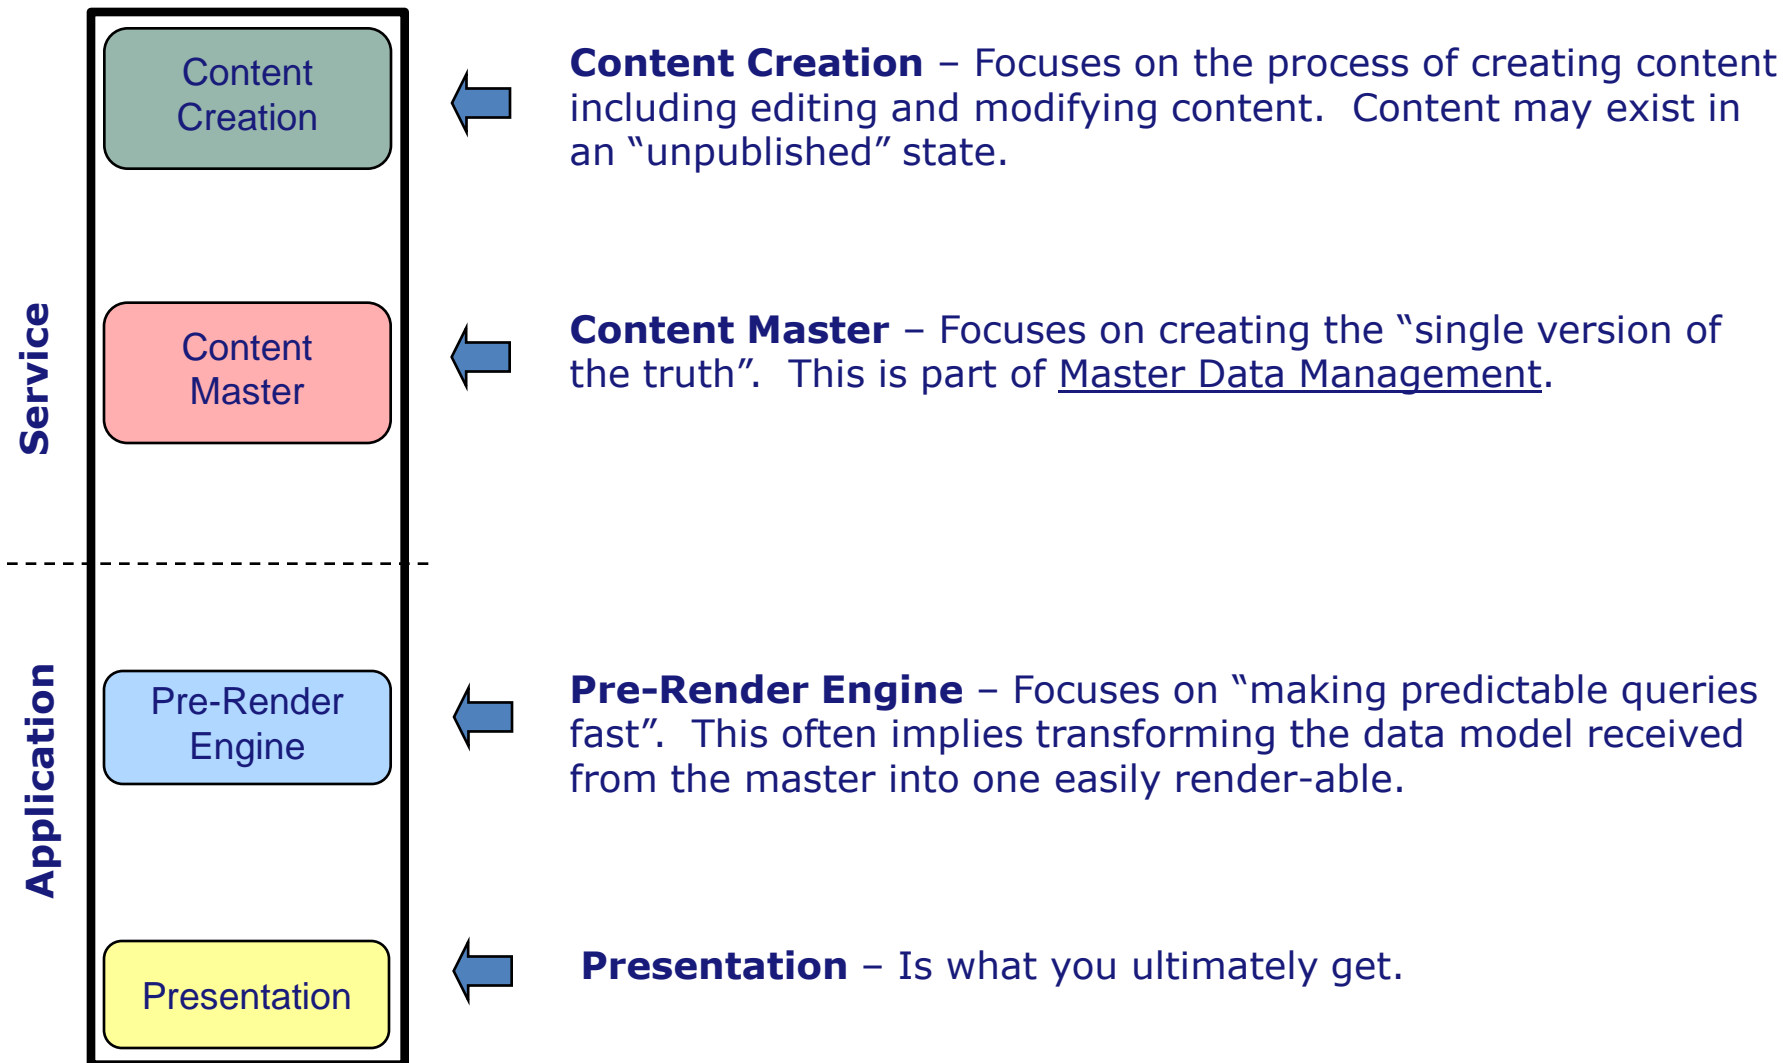 Content
Creation
Content Creation – Focuses on the process of creating content
including editing and modifying content.  Content may exist in
an “unpublished” state.
Service
Content
Master
Content Master – Focuses on creating the “single version of
the truth”.  This is part of Master Data Management.
Application
Pre-Render
Engine
Pre-Render Engine – Focuses on “making predictable queries
fast”.  This often implies transforming the data model received
from the master into one easily render-able.
Presentation
Presentation – Is what you ultimately get.